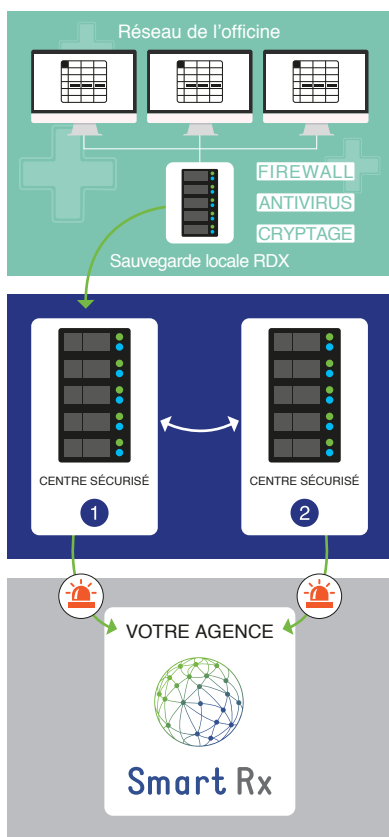 Réseau de l'officine
FIREWALL
ANTIVIRUS
CRYPTAGE
Sauvegarde locale RDX
CENTRE SÉCURISÉ
1
CENTRE SÉCURISÉ
2
VOTRE AGENCE
Smart Rx